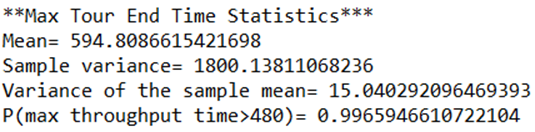 **Max Tour End Time Statistics***
Mean= 594.8086615421698
Sample variance= 1800.13811068236
Variance of the sample mean= 15.040292096469393
P(max throughput time>480)= 0.9965946610722104